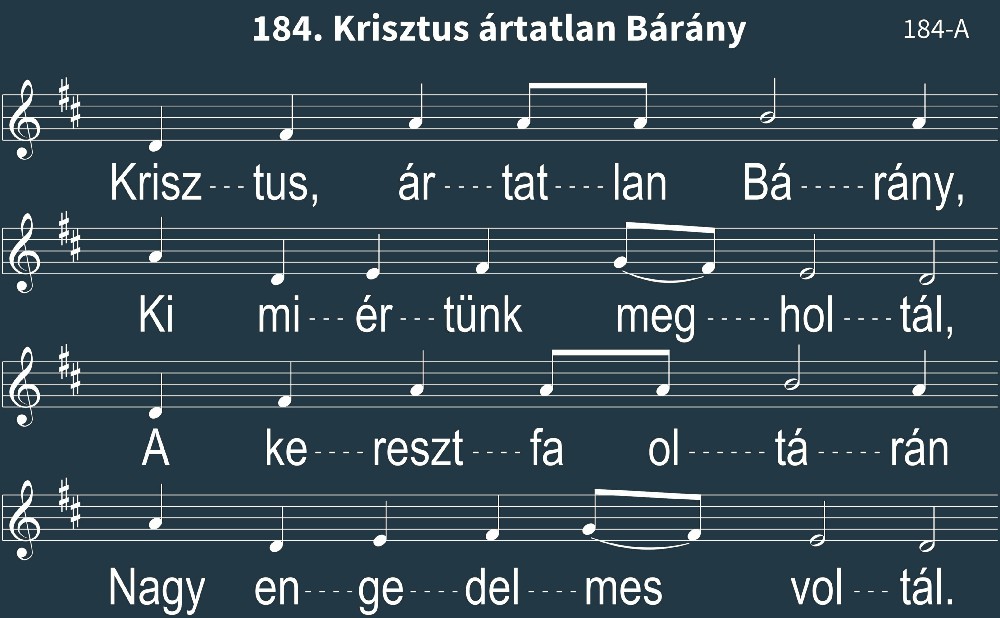 184. Krisztus ártatlan Bárány
184-A
Krisz---tus, ár----tat----lan Bá-----rány,
Ki mi---ér---tünk meg-----hol----tál,
A ke----reszt----fa ol------tá-----rán
Nagy en----ge----del----mes vol---tál.